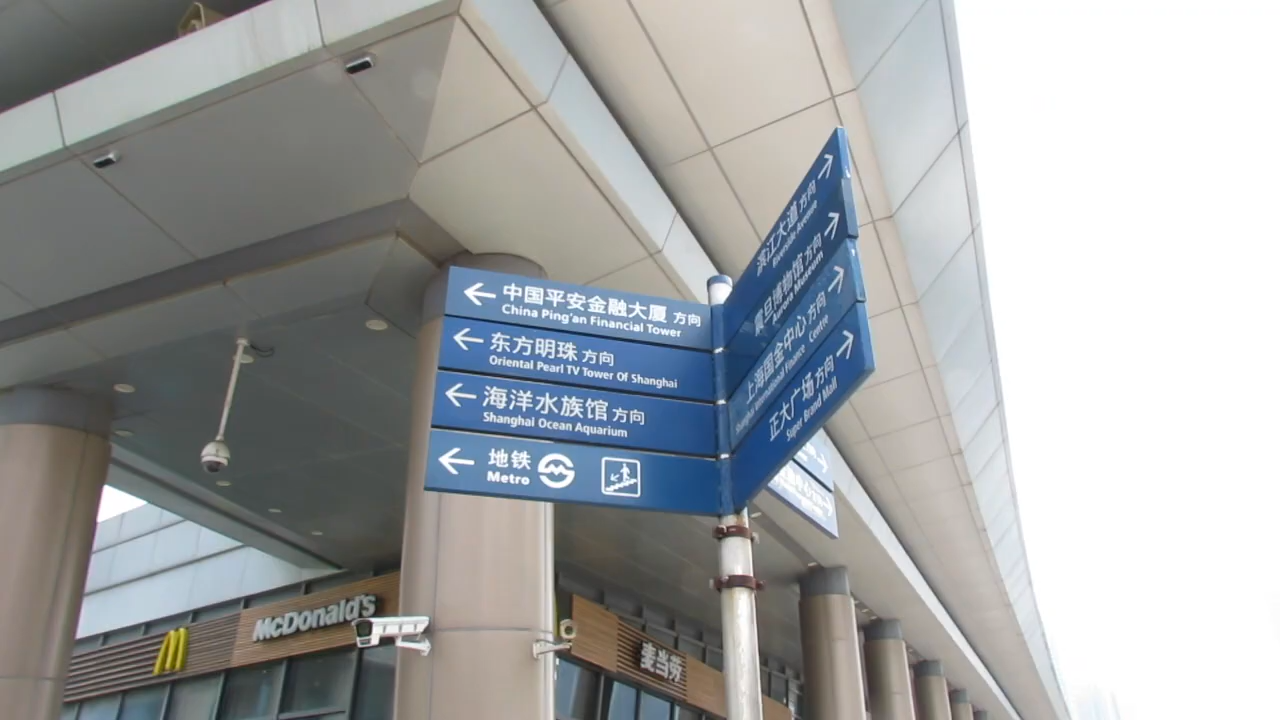 中国平安金融大厦 方向
China Ping'an Financial Tower
东方明珠 方向
Oriental Pearl TV Tower Of Shanghai
海洋水族馆 方向
Shanghai Ocean Aquarium
地铁
Metro
滨江大道 方向
Riverside Avenue
震旦博物馆 方向
Aurora Museum
上海国金中心 方向
Shanghai International Finance Centre
正大广场 方向
Super Brand Mall
McDonald's
麦当劳